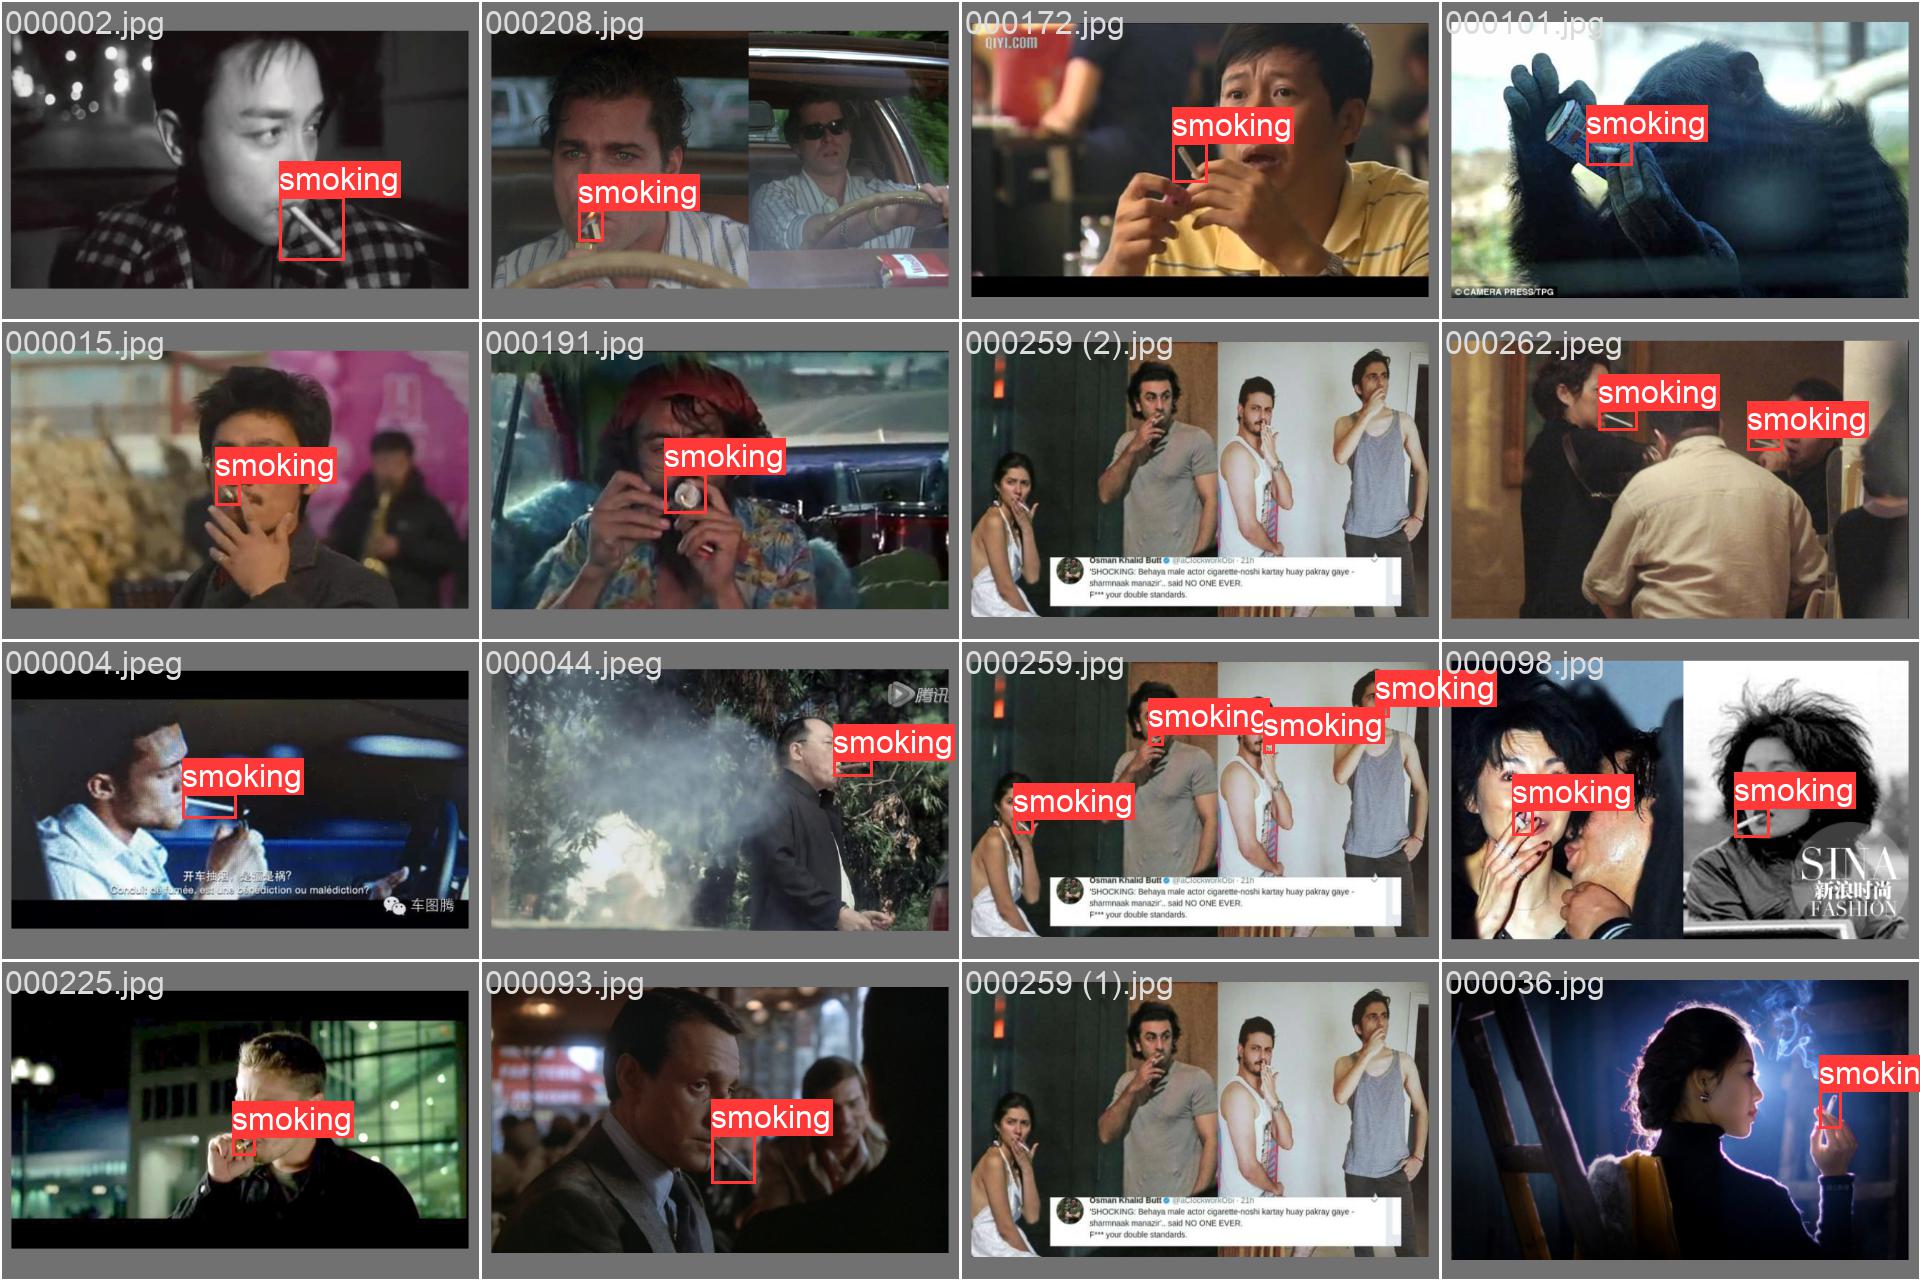 000002.jpg
000208.jpg
000172.jpg
000101.jpg
QIYI.COM
smoking
smoking
smoking
smoking
© CAMERA PRESS/TPG
000015.jpg
000191.jpg
000259 (2).jpg
000262.jpeg
smoking
smoking
smoking
smoking
Osman Khalid Butt @aClockworkObi · 21h
'SHOCKING: Behaya male actor cigarette-noshi kartay huay pakray gaye -
sharmnaak manazir'.. said NO ONE EVER.
F*** your double standards.
000004.jpeg
000044.jpeg
000259.jpg
000098.jpg
腾讯
smoking
smoking
smoking
smoking
smoking
smoking
smoking
smoking
开车抽烟，是福是祸?
Conduit de fumée, est une bénédiction ou malédiction?
车图腾
Osman Khalid Butt @aClockworkObi · 21h
'SHOCKING: Behaya male actor cigarette-noshi kartay huay pakray gaye -
sharmnaak manazir'.. said NO ONE EVER.
F*** your double standards.
SINA
新浪时尚
FASHION
000225.jpg
000093.jpg
000259 (1).jpg
000036.jpg
smoking
smoking
smokin
Osman Khalid Butt @aClockworkObi · 21h
'SHOCKING: Behaya male actor cigarette-noshi kartay huay pakray gaye -
sharmnaak manazir'.. said NO ONE EVER.
F*** your double standards.